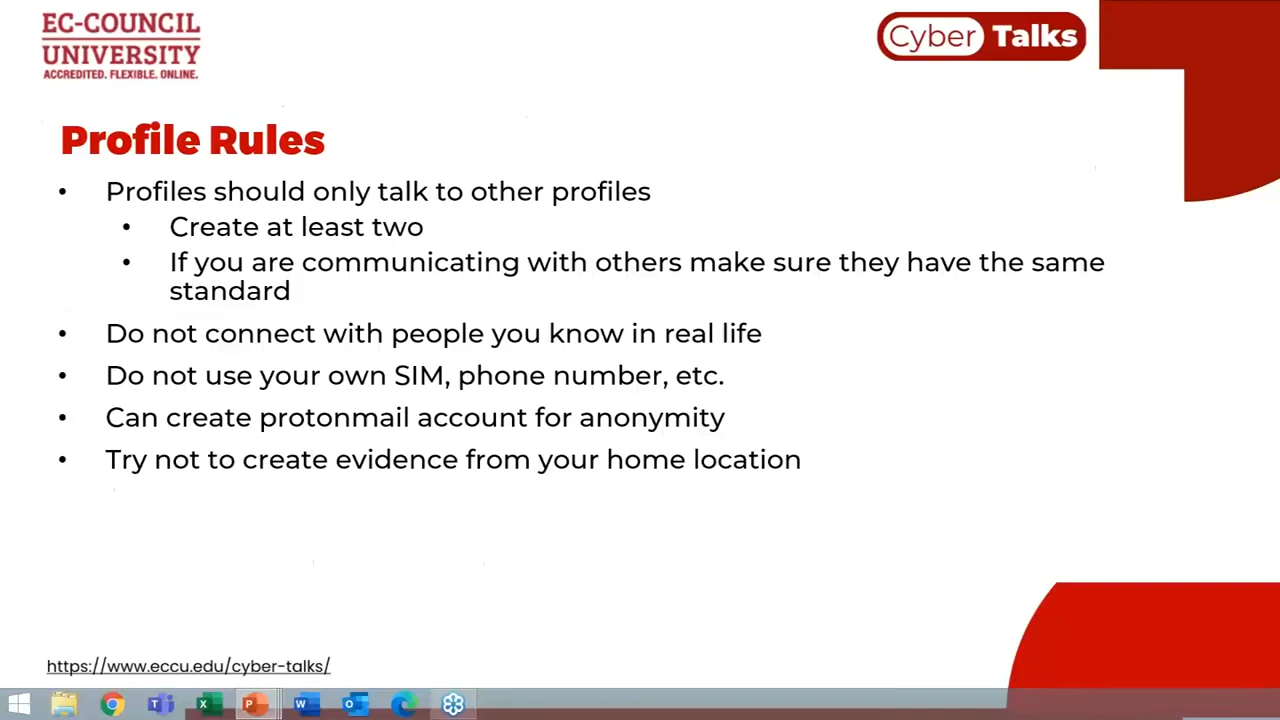 EC-COUNCIL
UNIVERSITY
ACCREDITED. FLEXIBLE. ONLINE.
Cyber Talks
Profile Rules
• Profiles should only talk to other profiles
• Create at least two
• If you are communicating with others make sure they have the same
standard
• Do not connect with people you know in real life
• Do not use your own SIM, phone number, etc.
• Can create protonmail account for anonymity
• Try not to create evidence from your home location
https://www.eccu.edu/cyber-talks/